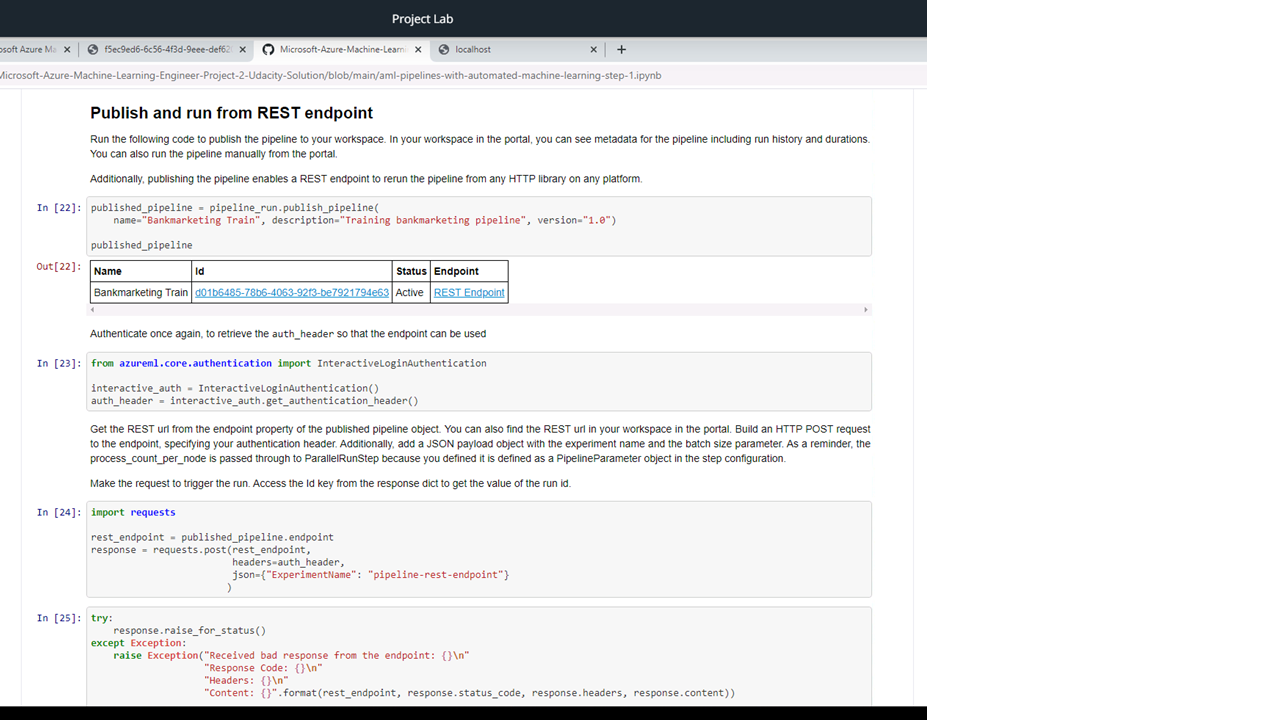 Project Lab
osoft Azure Ma
f5ec9ed6-6c56-4f3d-9eee-def62
Microsoft-Azure-Machine-Learni
localhost
Microsoft-Azure-Machine-Learning-Engineer-Project-2-Udacity-Solution/blob/main/aml-pipelines-with-automated-machine-learning-step-1.ipynb
Publish and run from REST endpoint
Run the following code to publish the pipeline to your workspace. In your workspace in the portal, you can see metadata for the pipeline including run history and durations.
You can also run the pipeline manually from the portal.
Additionally, publishing the pipeline enables a REST endpoint to rerun the pipeline from any HTTP library on any platform.
In [22]: published_pipeline = pipeline_run.publish_pipeline(
name="Bankmarketing Train", description="Training bankmarketing pipeline", version="1.0")
published_pipeline
Out[22]:
Name Id Status Endpoint
Bankmarketing Train d01b6485-78b6-4063-92f3-be7921794e63 Active REST Endpoint
Authenticate once again, to retrieve the auth_header so that the endpoint can be used
In [23]: from azureml.core.authentication import InteractiveLoginAuthentication
interactive_auth = InteractiveLoginAuthentication()
auth_header = interactive_auth.get_authentication_header()
Get the REST url from the endpoint property of the published pipeline object. You can also find the REST url in your workspace in the portal. Build an HTTP POST request
to the endpoint, specifying your authentication header. Additionally, add a JSON payload object with the experiment name and the batch size parameter. As a reminder, the
process_count_per_node is passed through to ParallelRunStep because you defined it is defined as a PipelineParameter object in the step configuration.
Make the request to trigger the run. Access the Id key from the response dict to get the value of the run id.
In [24]: import requests
rest_endpoint = published_pipeline.endpoint
response = requests.post(rest_endpoint,
headers=auth_header,
json={"ExperimentName": "pipeline-rest-endpoint"}
)
In [25]: try:
response.raise_for_status()
except Exception:
raise Exception("Received bad response from the endpoint: {}\n"
"Response Code: {}\n"
"Headers: {}\n"
"Content: {}".format(rest_endpoint, response.status_code, response.headers, response.content))